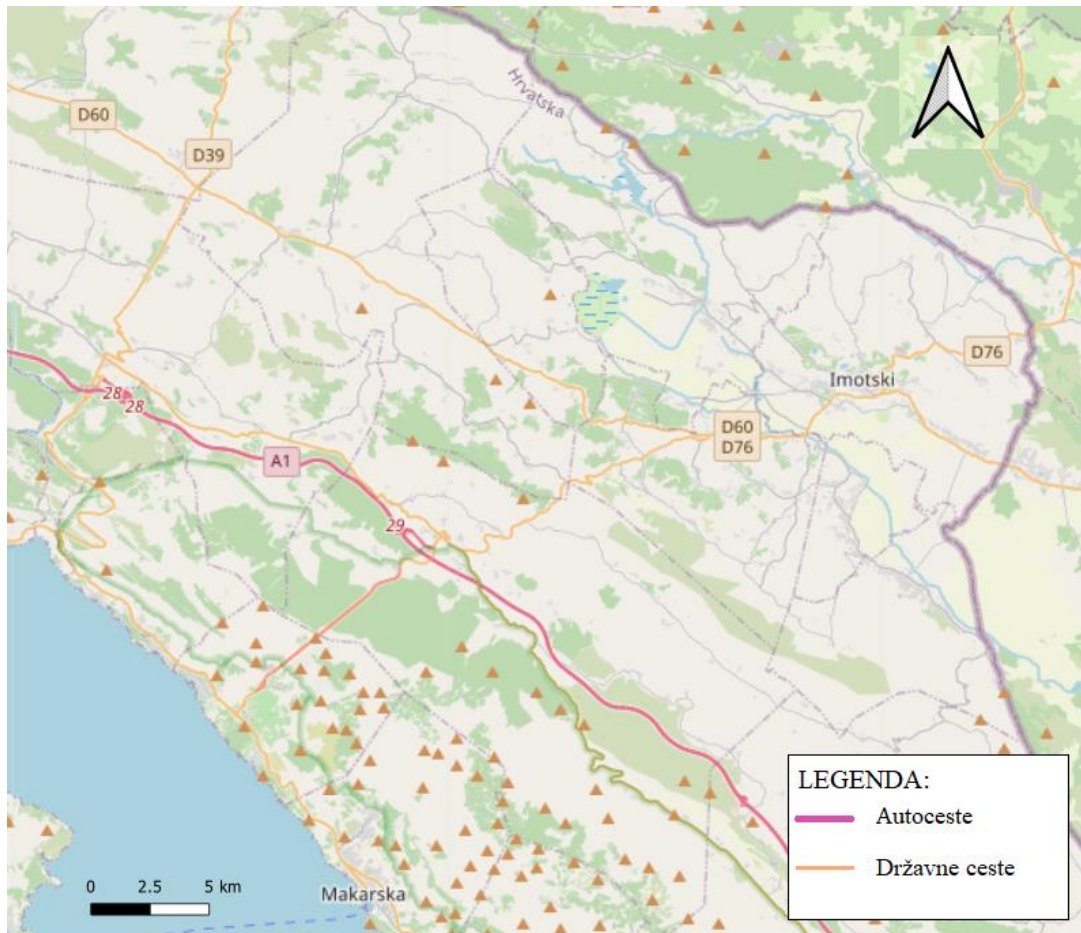 Hrvatska
D60
D39
D76
Imotski
28
28
D60
D76
A1
29
LEGENDA:
Autoceste
Državne ceste
0 2.5 5 km
Makarska